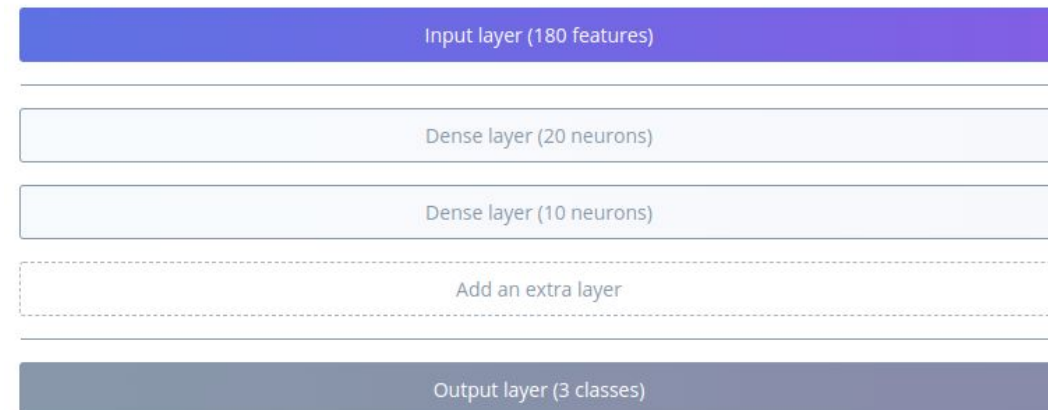 Input layer (180 features)
Dense layer (20 neurons)
Dense layer (10 neurons)
Add an extra layer
Output layer (3 classes)